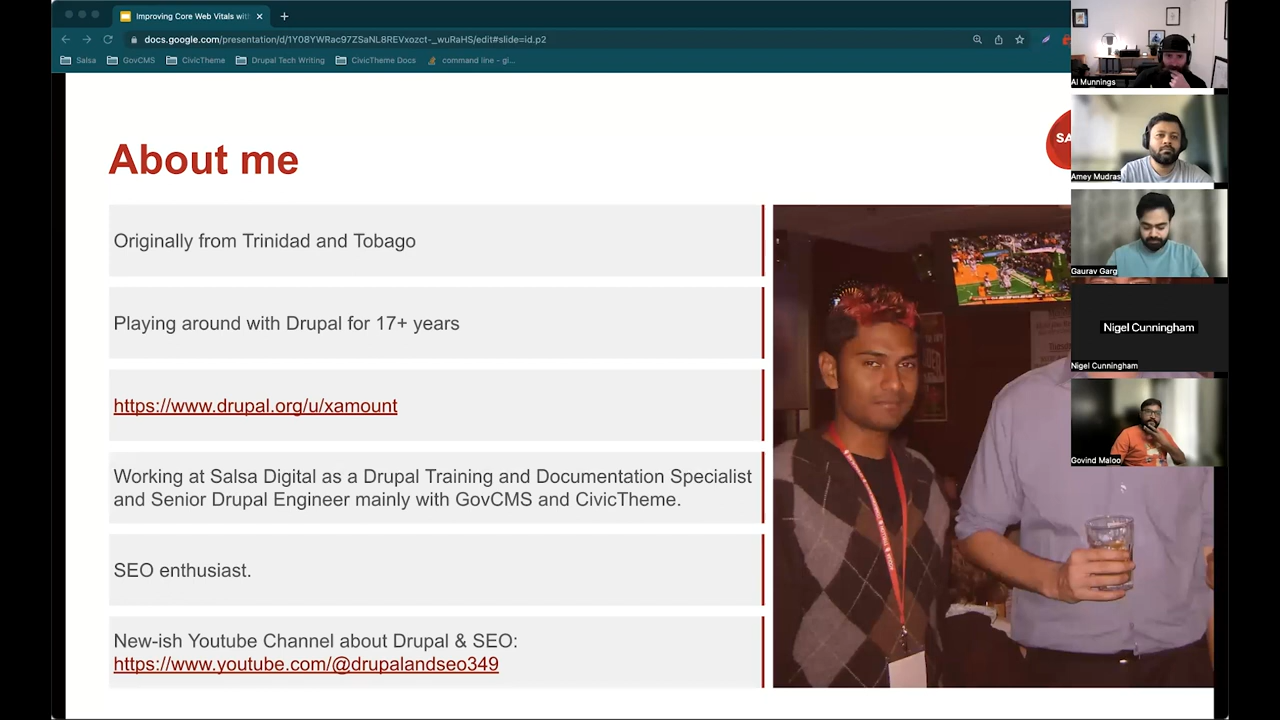 Improving Core Web Vitals with
docs.google.com/presentation/d/1Y08YWRac97ZSaNL8REVxozct-_wuRaHS/edit#slide=id.p2
Salsa
GovCMS
CivicTheme
Drupal Tech Writing
CivicTheme Docs
command line - gi...
About me
SA
Originally from Trinidad and Tobago
Playing around with Drupal for 17+ years
https://www.drupal.org/u/xamount
Working at Salsa Digital as a Drupal Training and Documentation Specialist
and Senior Drupal Engineer mainly with GovCMS and CivicTheme.
SEO enthusiast.
New-ish Youtube Channel about Drupal & SEO:
https://www.youtube.com/@drupalandseo349
Al Munnings
Amey Mudras
Gaurav Garg
Nigel Cunningham
Nigel Cunningham
Govind Maloo